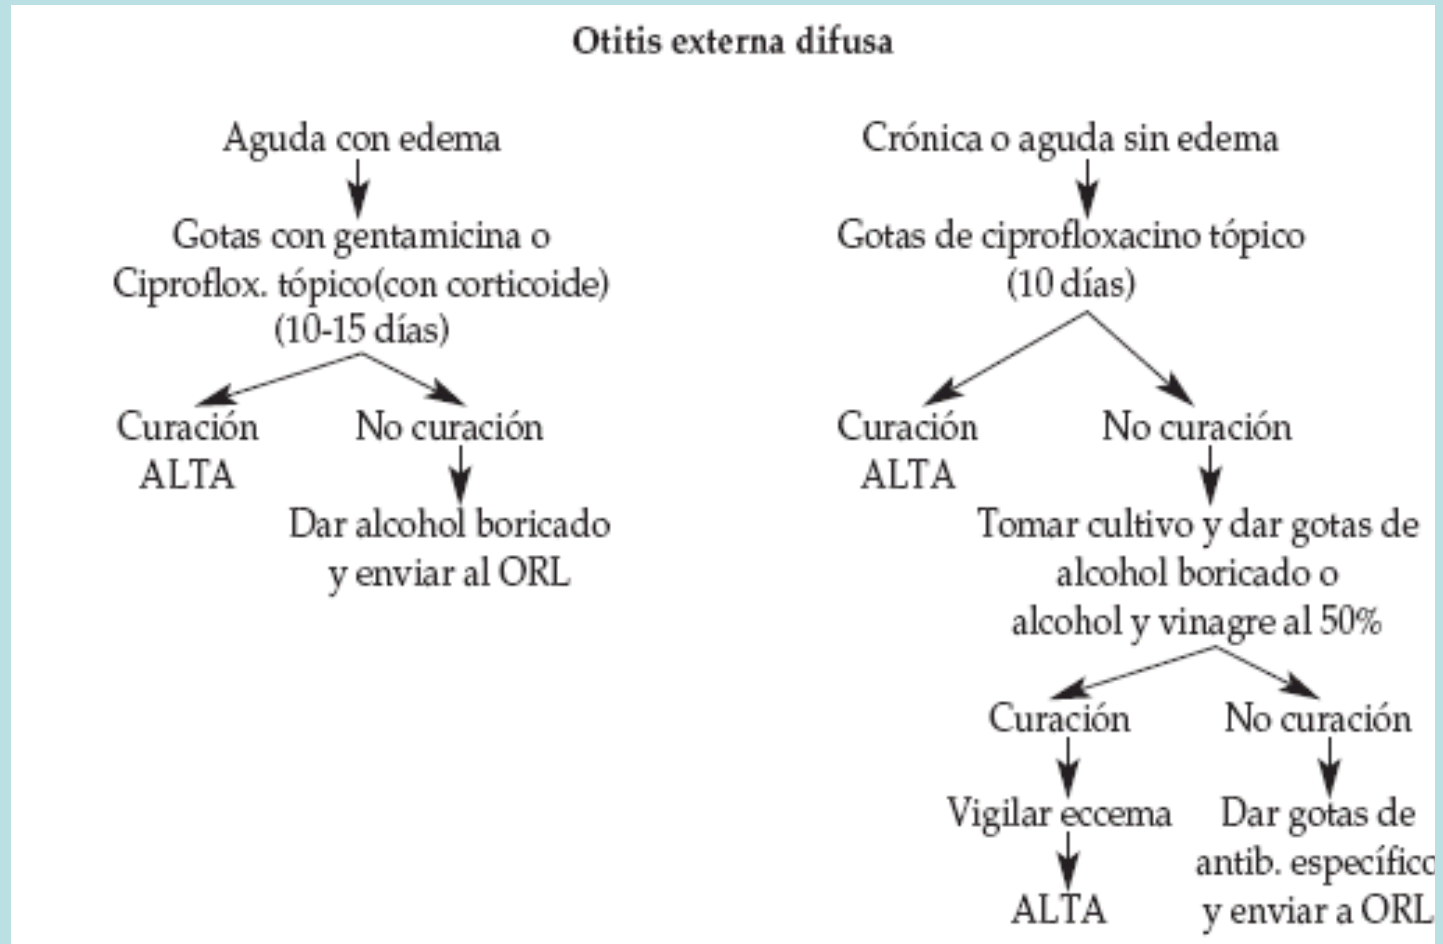 Otitis externa difusa
Aguda con edema
Gotas con gentamicina o
Ciproflox. tópico(con corticoide)
(10-15 días)
Curación
ALTA
No curación
Dar alcohol boricado
y enviar al ORL
Crónica o aguda sin edema
Gotas de ciprofloxacino tópico
(10 días)
Curación
ALTA
No curación
Tomar cultivo y dar gotas de
alcohol boricado o
alcohol y vinagre al 50%
Curación
Vigilar eccema
ALTA
No curación
Dar gotas de
antib. específico
y enviar a ORL